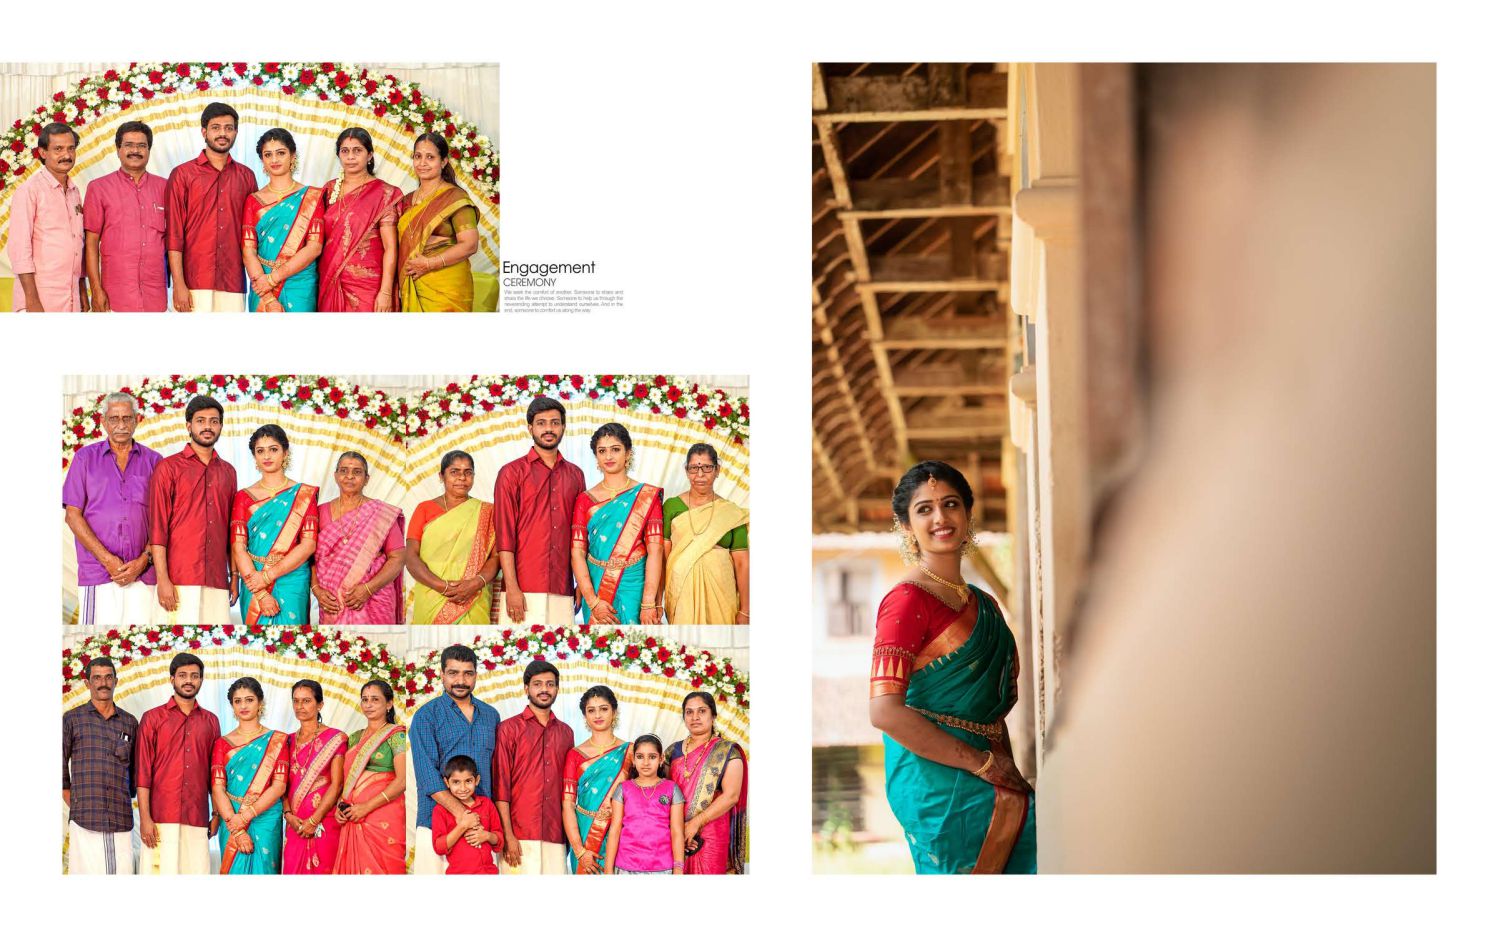 Engagement
CEREMONY
We seek the comfort of another. Someone to share and
share the life we choose. Someone to help us through the
neverending attempt to understand ourselves. And in the
end, someone to comfort us along the way.